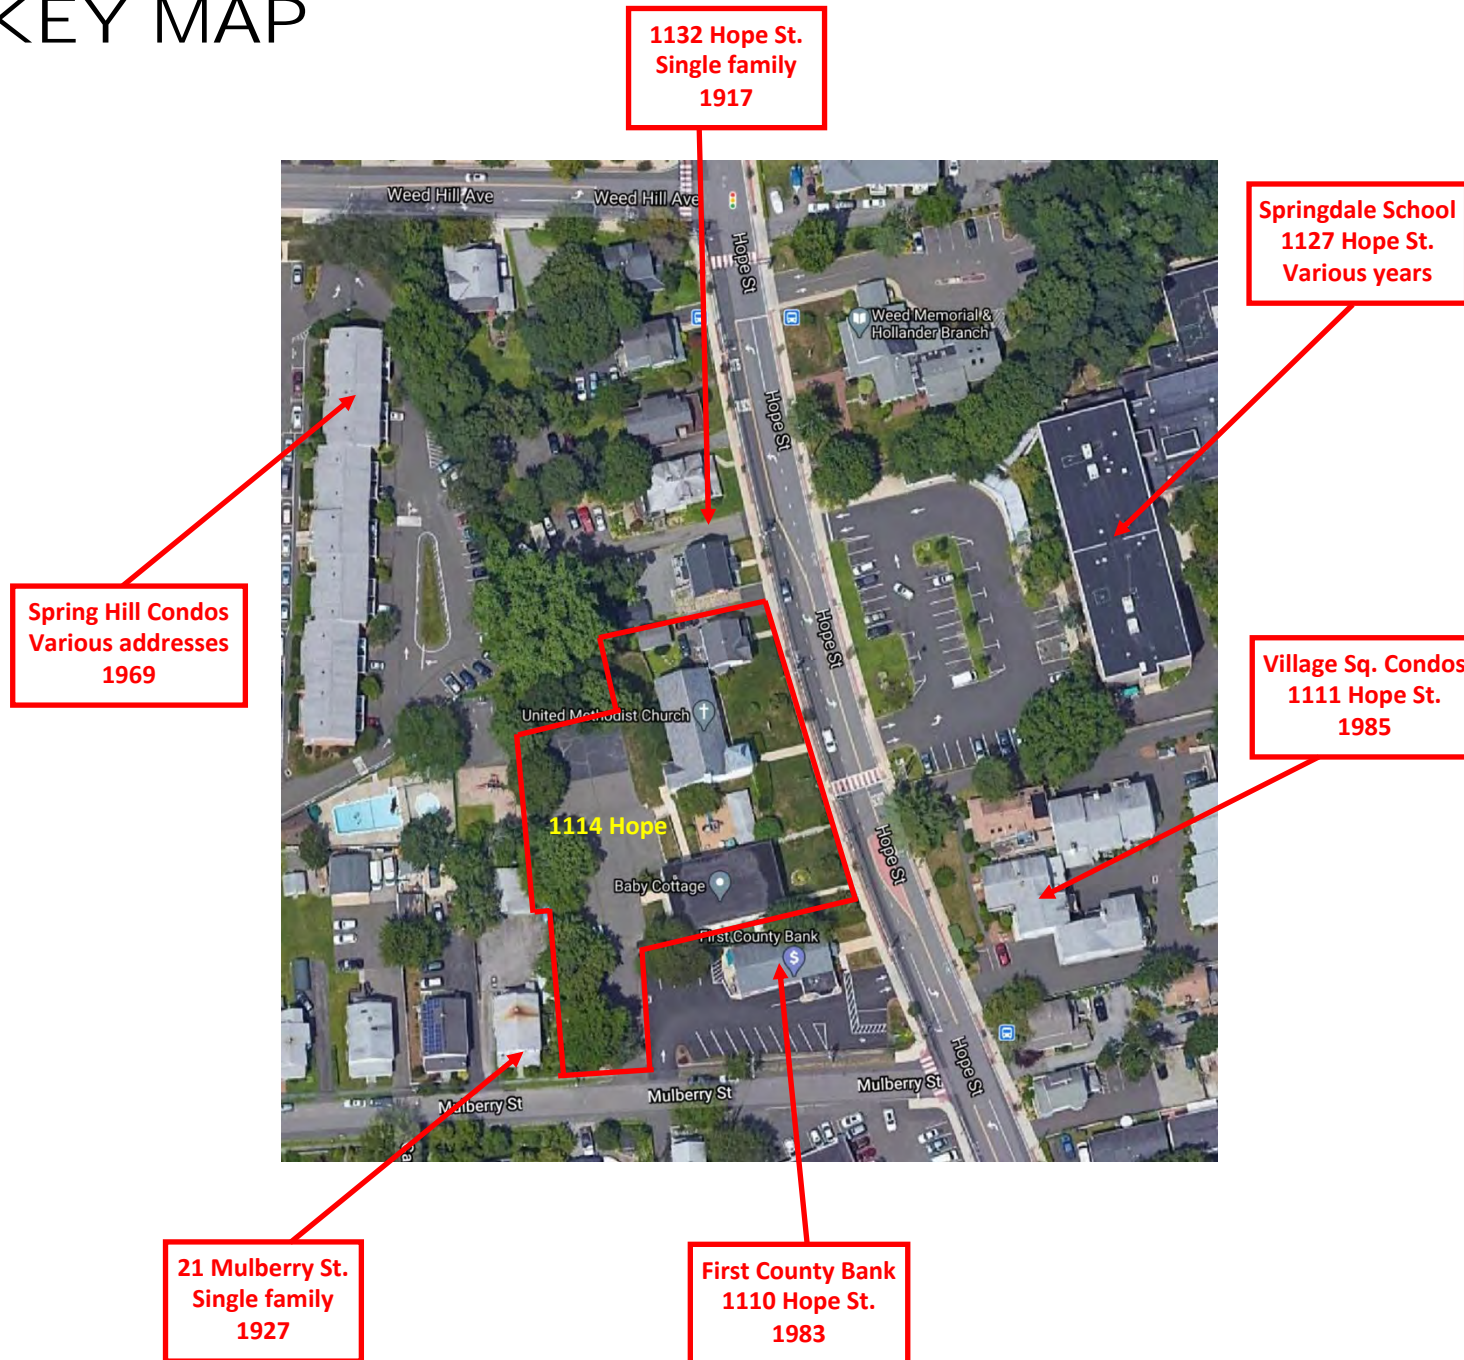 KEY MAP
1132 Hope St.
Single family
1917
Springdale School
1127 Hope St.
Various years
Weed Hill Ave
Weed Hill Ave
Hope St
Weed Memorial &
Hollander Branch
Hope St
Spring Hill Condos
Various addresses
1969
Hope St
Village Sq. Condos
1111 Hope St.
1985
United Methodist Church
1114 Hope
Hope St
Baby Cottage
First County Bank
$
Hope St
Mulberry St
Mulberry St
Mulberry St
21 Mulberry St.
Single family
1927
First County Bank
1110 Hope St.
1983